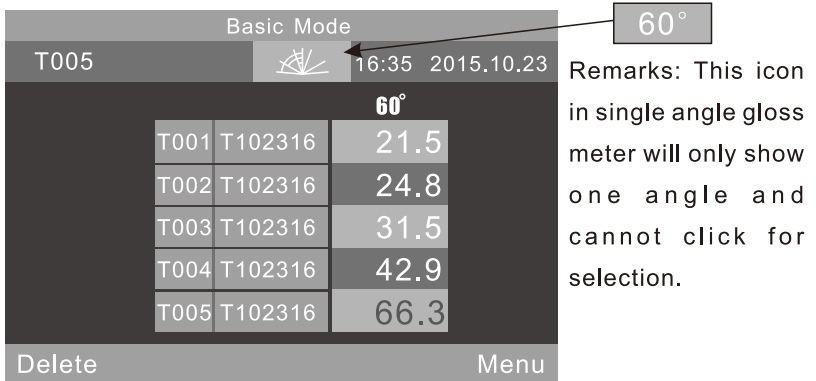 Basic Mode
T005 16:35 2015.10.23
60°
T001 T102316 21.5
T002 T102316 24.8
T003 T102316 31.5
T004 T102316 42.9
T005 T102316 66.3
Delete Menu
60°
Remarks: This icon
in single angle gloss
meter will only show
one angle and
cannot click for
selection.